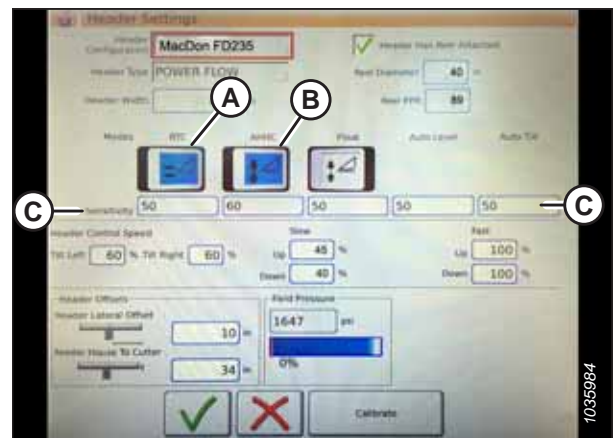 Header Settings
Header Configuration MacDon FD235 Header Has Reel Attached
Header Type POWER FLOW Reel Diameter 40 in
Header Width Reel PPR 89
A B
Modes RTC AHHC Float Auto Level Auto Tilt
C Sensitivity 50 60 50 50 50 C
Header Control Speed Slow Fast
Tilt Left 60 % Tilt Right 60 % Up 45 % Up 100 %
Down 40 % Down 100 %
Header Offsets Field Pressure
Header Lateral Offset 10 in 1647 psi
Feeder House To Cutter 34 in 0%
Calibrate
1035984